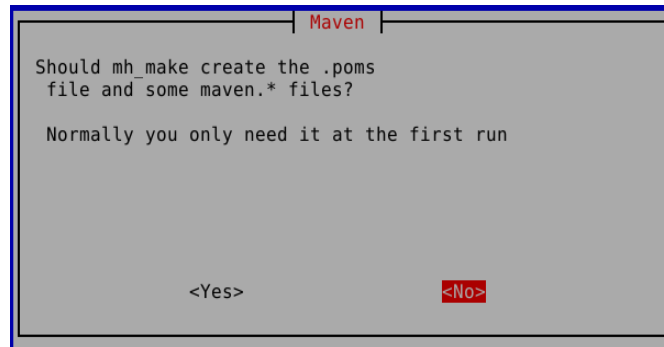 Maven
Should mh_make create the .poms
file and some maven.* files?
Normally you only need it at the first run
<Yes> <No>